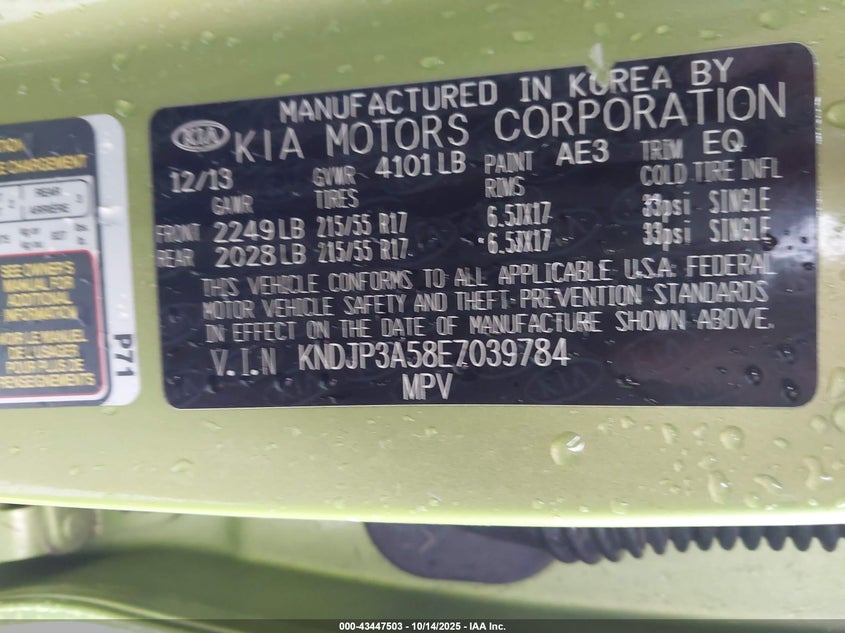 MANUFACTURED IN KOREA BY
KIA KIA MOTORS CORPORATION
12/13 GVWR 4101 LB PAINT AE3 TRIM EQ
GAWR TIRES RIMS COLD TIRE INFL
FRONT 2249 LB 215/55 R17 6.5JX17 33psi SINGLE
REAR 2028 LB 215/55 R17 6.5JX17 33psi SINGLE
THIS VEHICLE CONFORMS TO ALL APPLICABLE U.S.A. FEDERAL
MOTOR VEHICLE SAFETY AND THEFT PREVENTION STANDARDS
IN EFFECT ON THE DATE OF MANUFACTURE SHOWN ABOVE.
V.I.N KNDJP3A58E7039784
MPV
REAR
SEE OWNER'S
MANUAL FOR
ADDITIONAL
INFORMATION
P71
000-43447503 | 10/14/2025 | IAA Inc.